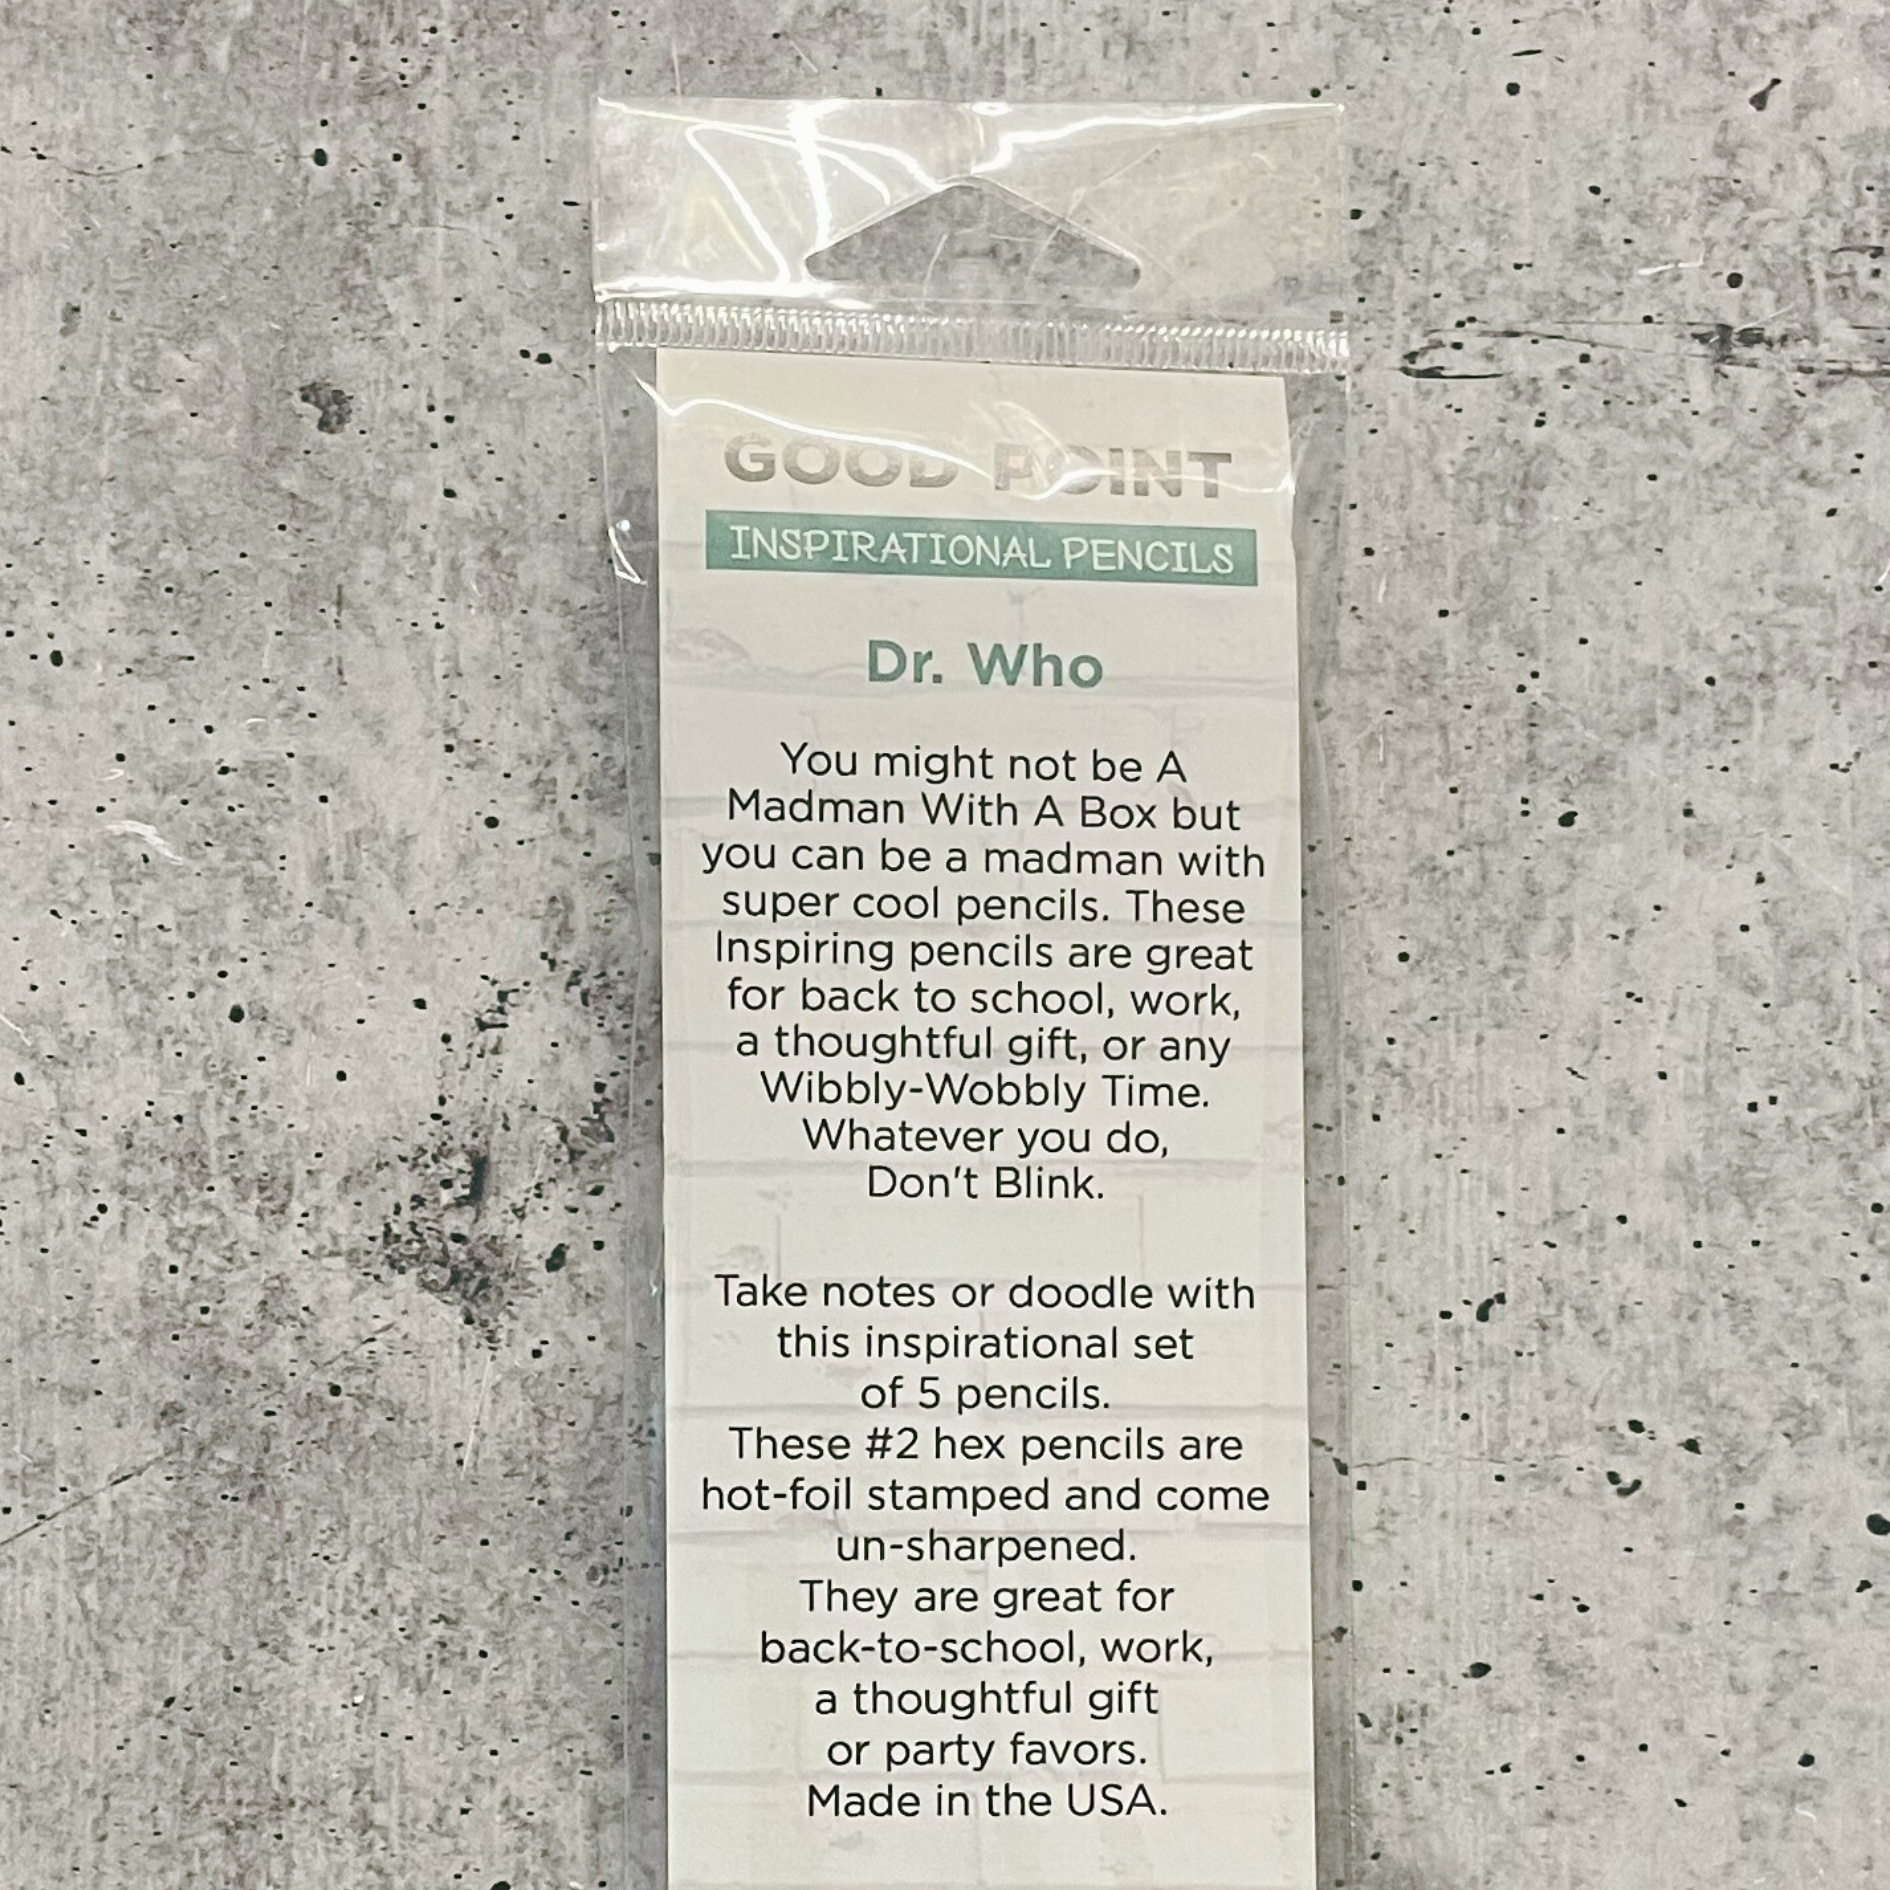 GOOD POINT
INSPIRATIONAL PENCILS
Dr. Who
You might not be A
Madman With A Box but
you can be a madman with
super cool pencils. These
Inspiring pencils are great
for back to school, work,
a thoughtful gift, or any
Wibbly-Wobbly Time.
Whatever you do,
Don't Blink.
Take notes or doodle with
this inspirational set
of 5 pencils.
These #2 hex pencils are
hot-foil stamped and come
un-sharpened.
They are great for
back-to-school, work,
a thoughtful gift
or party favors.
Made in the USA.